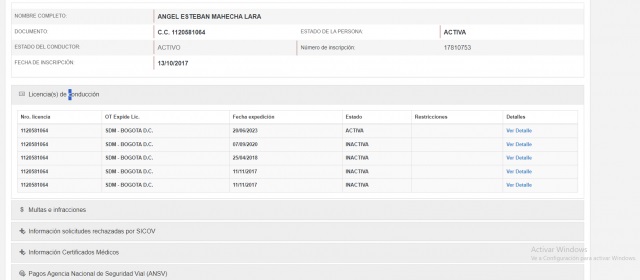 NOMBRE COMPLETO: ANGEL ESTEBAN MAHECHA LARA
DOCUMENTO: C.C. 1120581064 ESTADO DE LA PERSONA ACTIVA
ESTADO DEL CONDUCTOR: ACTIVO Número de inscripción 17810753
FECHA DE INSCRIPCIÓN: 13/10/2017
Licencia(s) de conducción
Nro. licencia OT Expide Lic. Fecha expedición Estado Restricciones Detalles
1120581064 SDM - BOGOTA D.C. 20/06/2023 ACTIVA Ver Detalle
1120581064 SDM - BOGOTA D.C. 07/09/2020 INACTIVA Ver Detalle
1120581064 SDM - BOGOTA D.C. 25/04/2018 INACTIVA Ver Detalle
1120581064 SDM - BOGOTA D.C. 11/11/2017 INACTIVA Ver Detalle
1120581064 SDM - BOGOTA D.C. 11/11/2017 INACTIVA Ver Detalle
$ Multas e infracciones
Información solicitudes rechazadas por SICOV
Información Certificados Médicos
Activar Windows
Ve a Configuración para activar Windows.
Pagos Agencia Nacional de Seguridad Vial (ANSV)